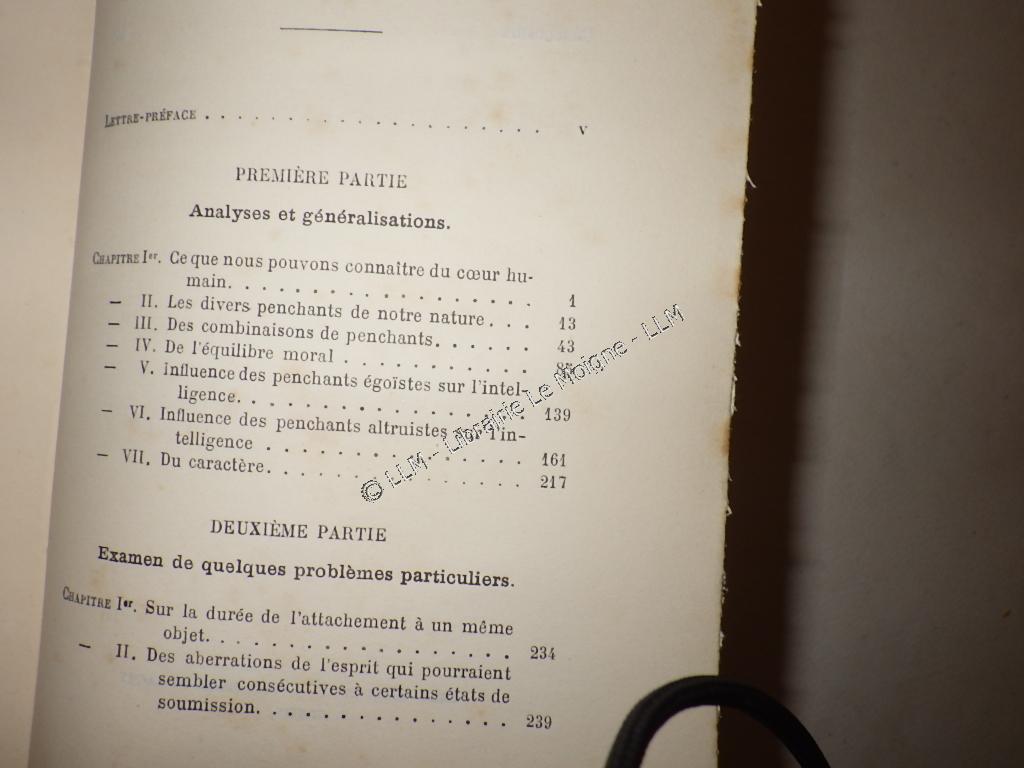 LETTRE-PRÉFACE . . . . . . . . . . . . . . . . . . . . V
PREMIÈRE PARTIE
Analyses et généralisations.
CHAPITRE Ier. Ce que nous pouvons connaître du cœur hu-
main. . . . . . . . . . . . . . . . . 1
— II. Les divers penchants de notre nature . . . 13
— III. Des combinaisons de penchants. . . . . . 43
— IV. De l'équilibre moral . . . . . . . . . .
— V. Influence des penchants égoïstes sur l'intel-
ligence. . . . . . . . . . . . . . . . 139
— VI. Influence des penchants altruistes sur l'in-
telligence . . . . . . . . . . . . . . 161
— VII. Du caractère. . . . . . . . . . . . . . 217
DEUXIÈME PARTIE
Examen de quelques problèmes particuliers.
CHAPITRE Ier. Sur la durée de l'attachement à un même
objet. . . . . . . . . . . . . . . . . 234
— II. Des aberrations de l'esprit qui pourraient
sembler consécutives à certains états de
soumission. . . . . . . . . . . . . . 239
© LLM - Librairie Le Moigne - LLM